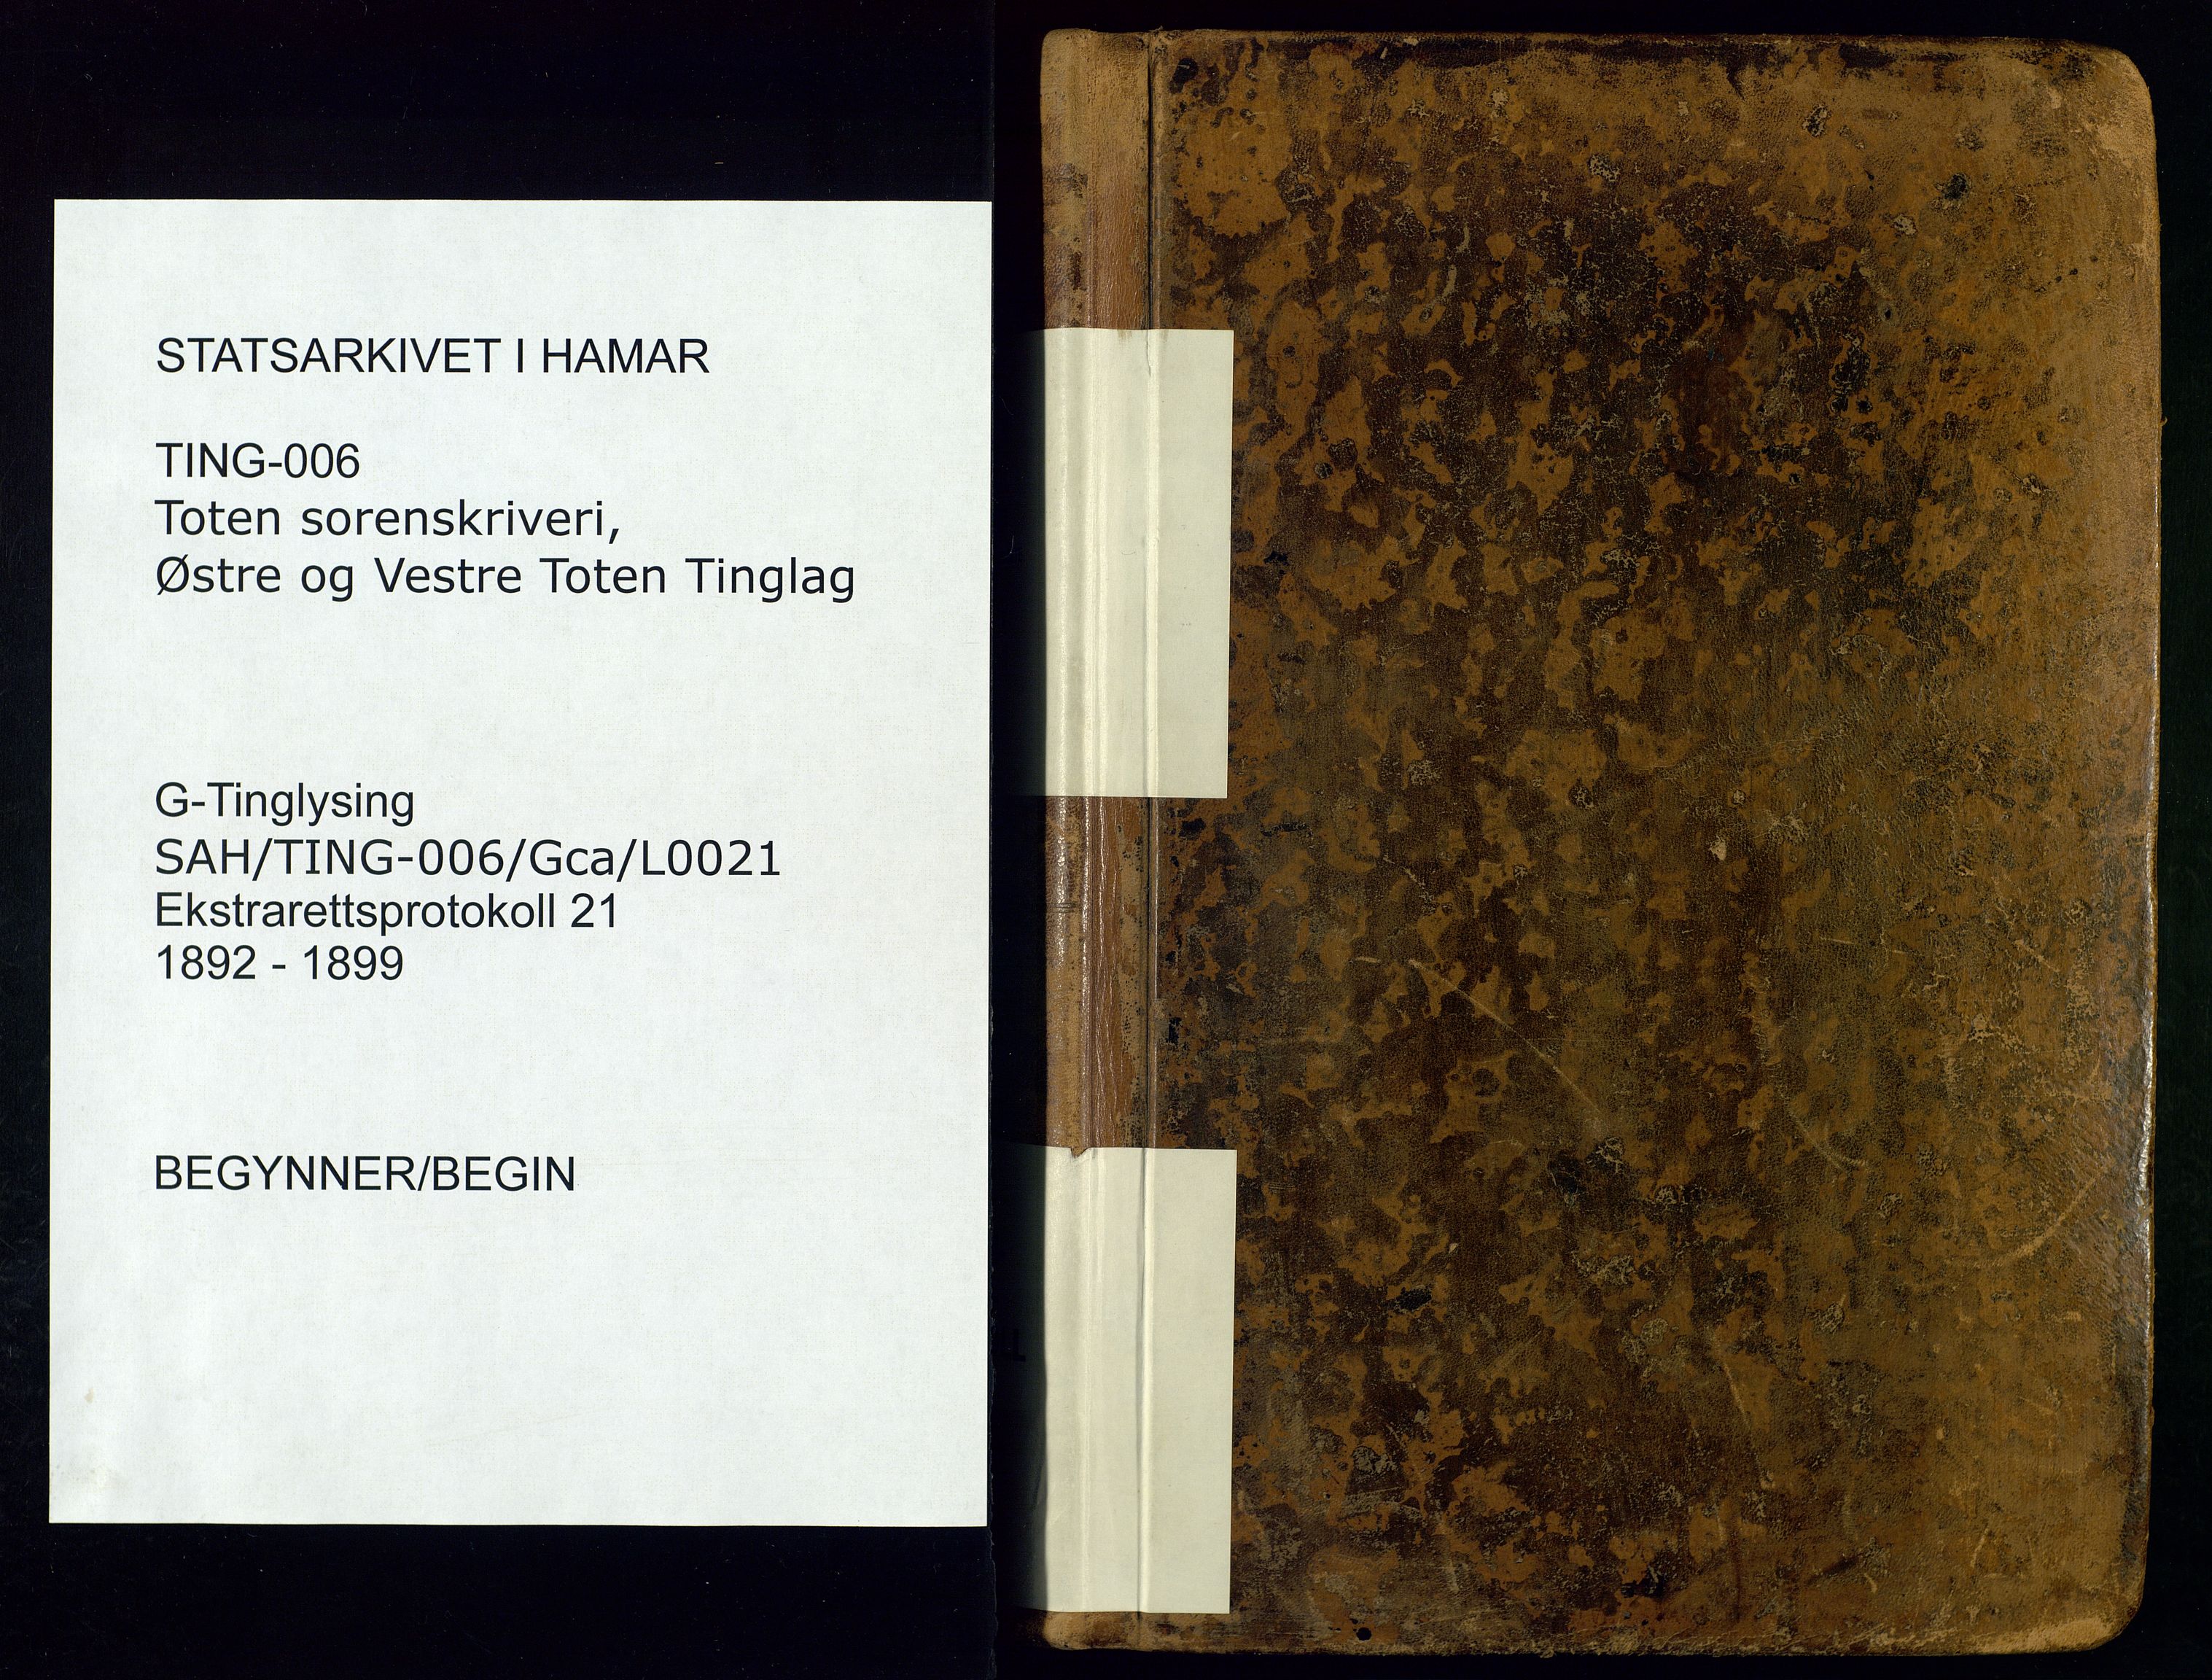 STATSARKIVET I HAMAR
TING-006
Toten sorenskriveri,
Østre og Vestre Toten Tinglag
G-Tinglysing
SAH/TING-006/Gca/L0021
Ekstrarettsprotokoll 21
1892 - 1899
BEGYNNER/BEGIN